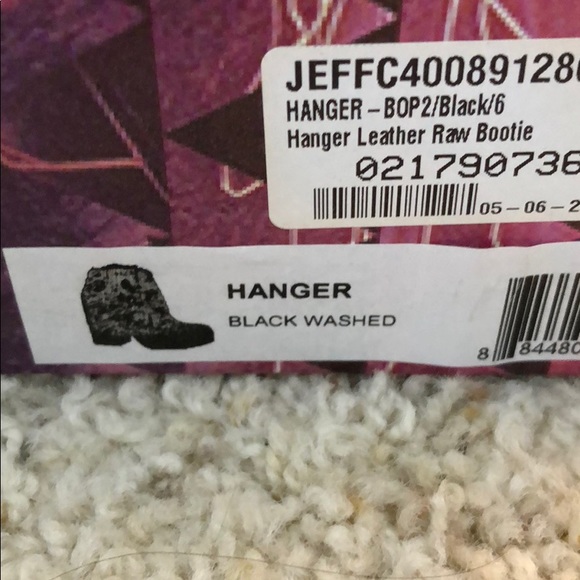 JEFFC40089128
HANGER – BOP2/Black/6
Hanger Leather Raw Bootie
021790736
05 – 06 – 2
HANGER
BLACK WASHED
8 84480